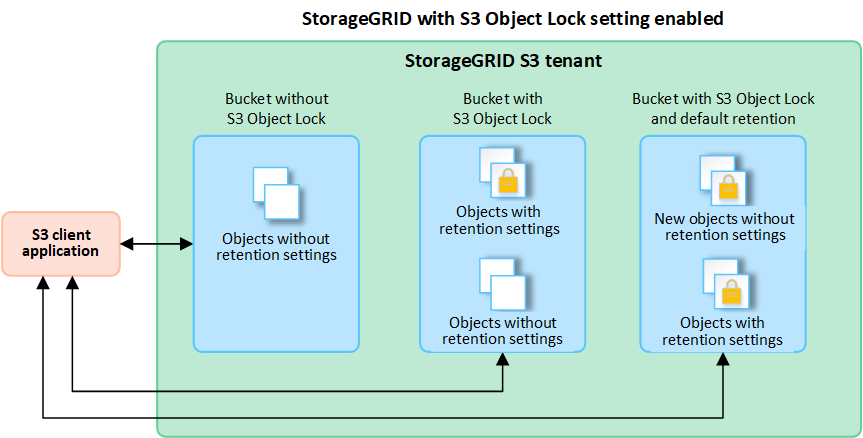 StorageGRID with S3 Object Lock setting enabled
StorageGRID S3 tenant
Bucket without
S3 Object Lock
Bucket with
S3 Object Lock
Bucket with S3 Object Lock
and default retention
S3 client
application
Objects without
retention settings
Objects with
retention settings
Objects without
retention settings
New objects without
retention settings
Objects with
retention settings